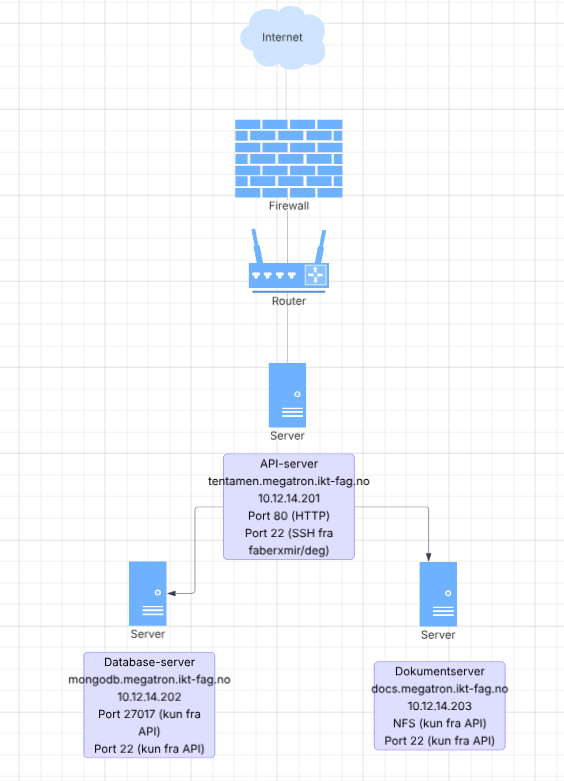 Internet
Firewall
Router
Server
API-server
tentamen.megatron.ikt-fag.no
10.12.14.201
Port 80 (HTTP)
Port 22 (SSH fra
faberxmir/deg)
Server
Database-server
mongodb.megatron.ikt-fag.no
10.12.14.202
Port 27017 (kun fra
API)
Port 22 (kun fra API)
Server
Dokumentserver
docs.megatron.ikt-fag.no
10.12.14.203
NFS (kun fra API)
Port 22 (kun fra API)